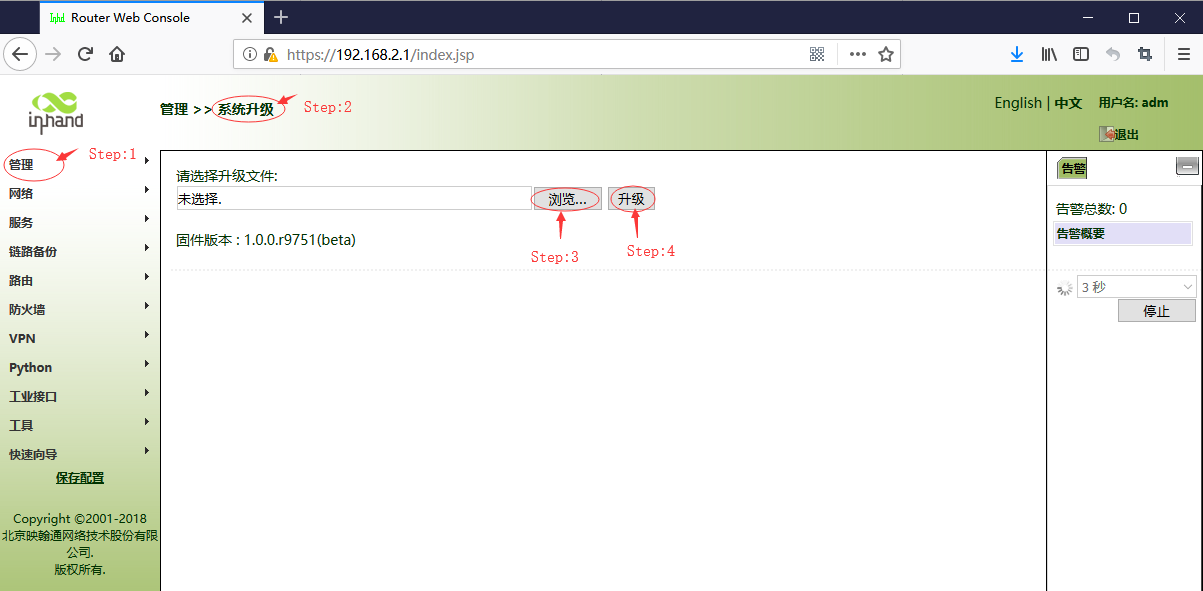 Inhd Router Web Console
https://192.168.2.1/index.jsp
inhand
管理 >> 系统升级
Step:2
English | 中文 用户名: adm
退出
管理
Step:1
网络
服务
链路备份
路由
防火墙
VPN
Python
工业接口
工具
快速向导
保存配置
Copyright ©2001-2018
北京映翰通网络技术股份有限
公司.
版权所有.
请选择升级文件:
未选择. 浏览... 升级
固件版本 : 1.0.0.r9751(beta)
Step:3
Step:4
告警
告警总数: 0
告警概要
3 秒
停止